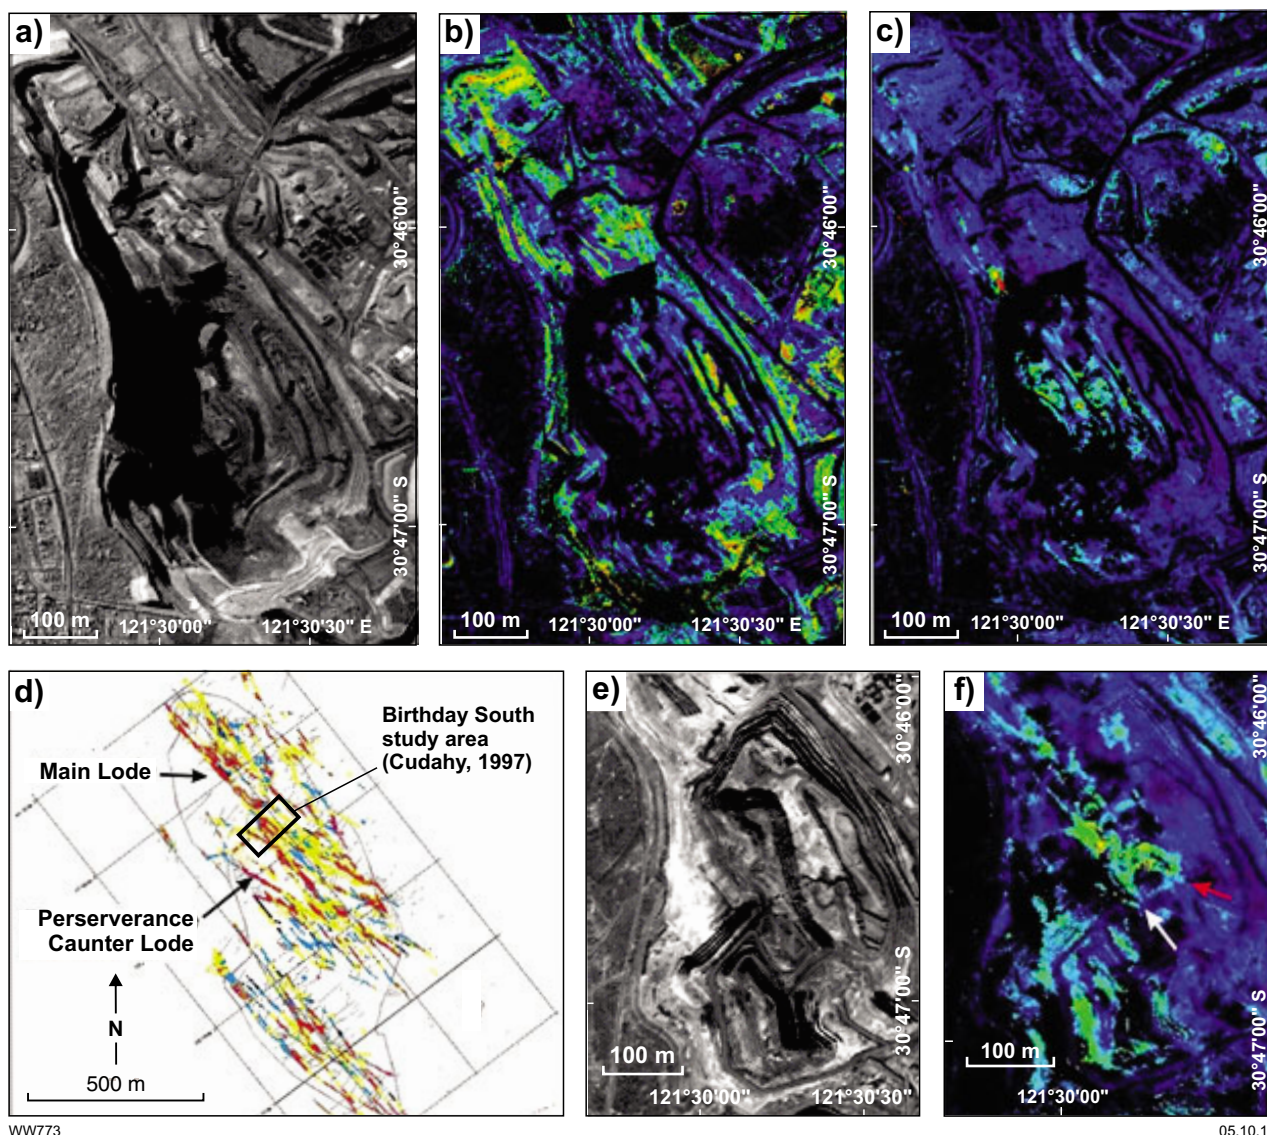 a)
30°46'00"
30°47'00" S
100 m
121°30'00"
121°30'30" E
b)
30°46'00"
30°47'00" S
100 m
121°30'00"
121°30'30" E
c)
30°46'00"
30°47'00" S
100 m
121°30'00"
121°30'30" E
d)
Main Lode
Birthday South
study area
(Cudahy, 1997)
Perserverance
Caunter Lode
N
500 m
e)
30°46'00"
30°47'00" S
100 m
121°30'00"
121°30'30"
f)
30°46'00"
30°47'00" S
100 m
121°30'00"
WW773
05.10.1